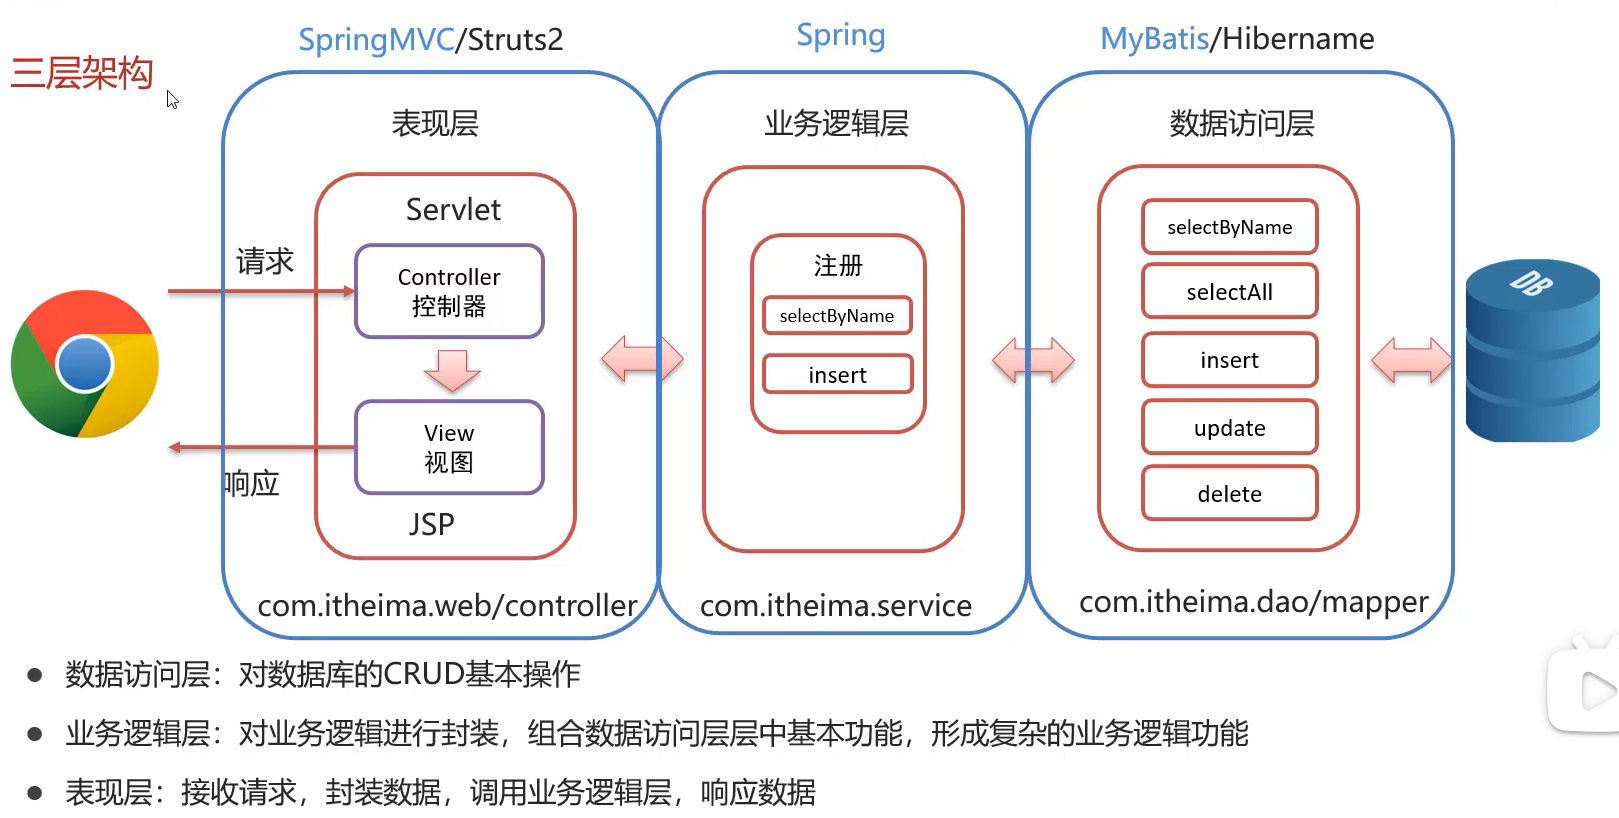 三层架构
SpringMVC/Struts2
Spring
MyBatis/Hibername
表现层
Servlet
请求
Controller
控制器
View
视图
响应
JSP
com.itheima.web/controller
业务逻辑层
注册
selectByName
insert
com.itheima.service
数据访问层
selectByName
selectAll
insert
update
delete
com.itheima.dao/mapper
DB
● 数据访问层：对数据库的CRUD基本操作
● 业务逻辑层：对业务逻辑进行封装，组合数据访问层层中基本功能，形成复杂的业务逻辑功能
● 表现层：接收请求，封装数据，调用业务逻辑层，响应数据